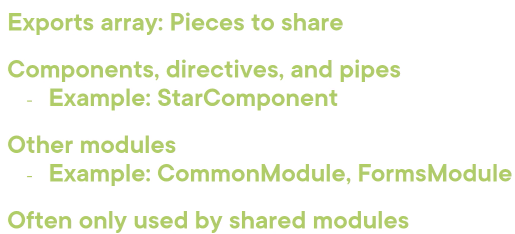 Exports array: Pieces to share
Components, directives, and pipes
- Example: StarComponent
Other modules
- Example: CommonModule, FormsModule
Often only used by shared modules